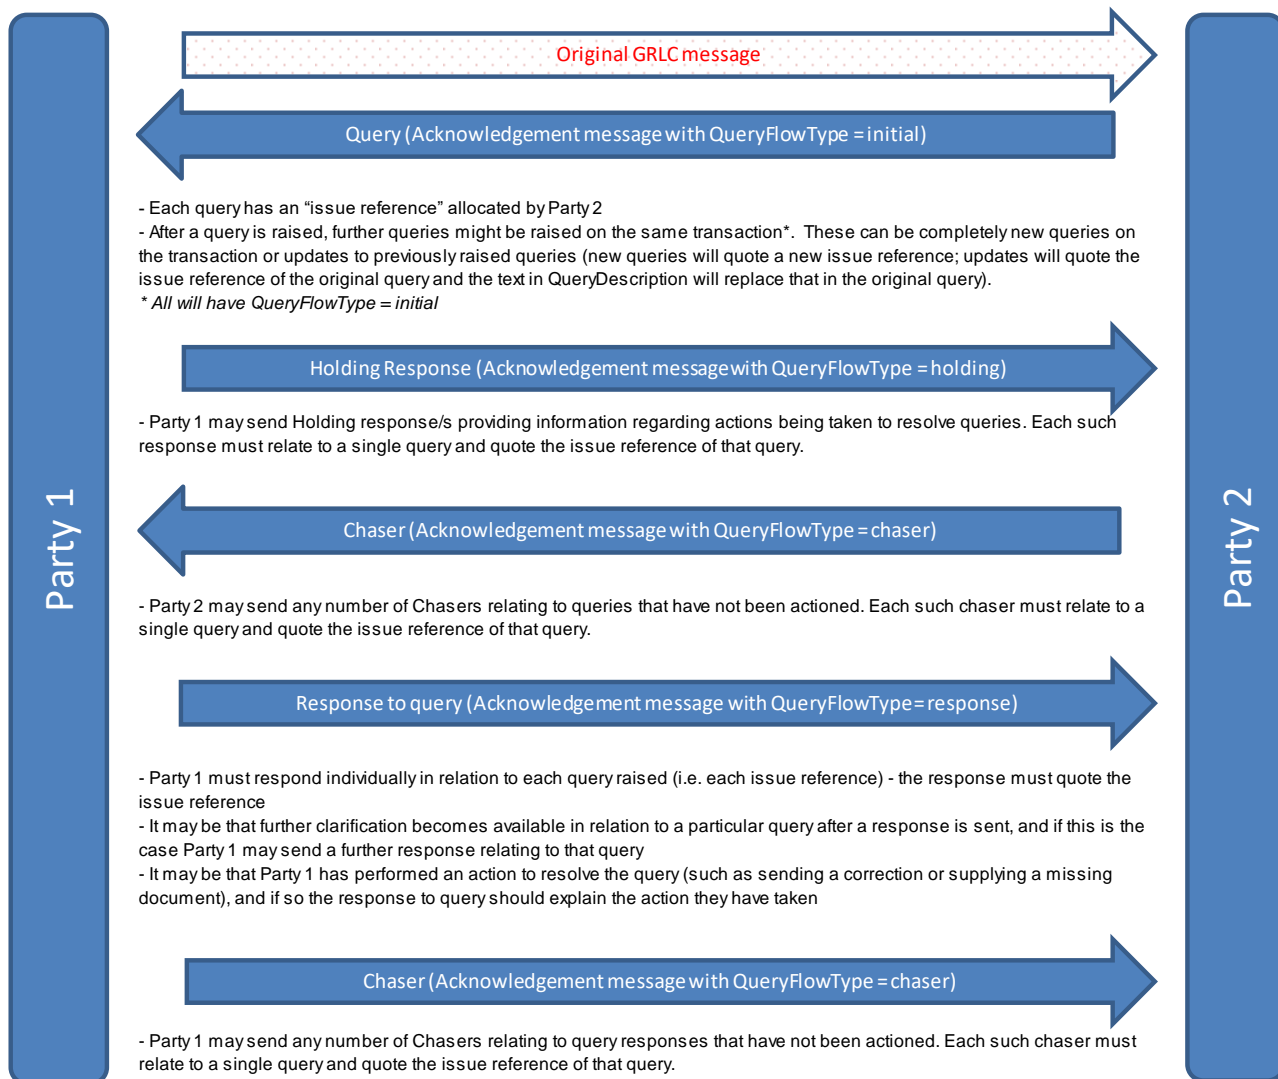 Original GRLC message
Query (Acknowledgement message with QueryFlowType = initial)
- Each query has an “issue reference” allocated by Party 2
- After a query is raised, further queries might be raised on the same transaction*.  These can be completely new queries on
the transaction or updates to previously raised queries (new queries will quote a new issue reference; updates will quote the
issue reference of the original query and the text in QueryDescription will replace that in the original query).
* All will have QueryFlowType = initial
Holding Response (Acknowledgement message with QueryFlowType = holding)
- Party 1 may send Holding response/s providing information regarding actions being taken to resolve queries. Each such
response must relate to a single query and quote the issue reference of that query.
Party 1
Party 2
Chaser (Acknowledgement message with QueryFlowType = chaser)
- Party 2 may send any number of Chasers relating to queries that have not been actioned. Each such chaser must relate to a
single query and quote the issue reference of that query.
Response to query (Acknowledgement message with QueryFlowType= response)
- Party 1 must respond individually in relation to each query raised (i.e. each issue reference) - the response must quote the
issue reference
- It may be that further clarification becomes available in relation to a particular query after a response is sent, and if this is the
case Party 1 may send a further response relating to that query
- It may be that Party 1 has performed an action to resolve the query (such as sending a correction or supplying a missing
document), and if so the response to query should explain the action they have taken
Chaser (Acknowledgement message with QueryFlowType = chaser)
- Party 1 may send any number of Chasers relating to query responses that have not been actioned. Each such chaser must
relate to a single query and quote the issue reference of that query.